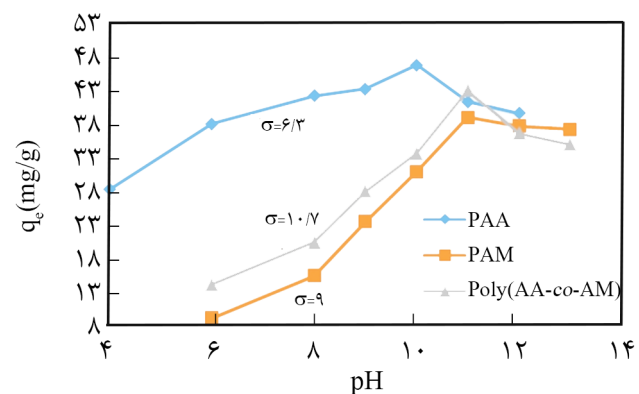 ۵۳
۴۸
۴۳
۳۸
۳۳
۲۸
۲۳
۱۸
۱۳
۸
qe(mg/g)
σ=۶/۳
σ=۱۰/۷
σ=۹
PAA
PAM
Poly(AA-co-AM)
۴ ۶ ۸ ۱۰ ۱۲ ۱۴
pH